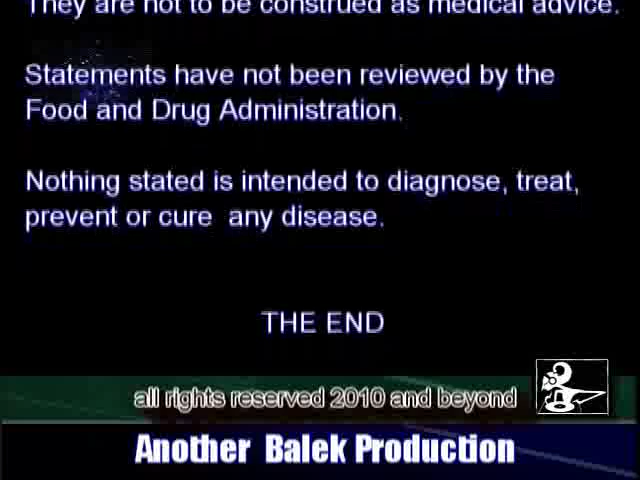 They are not to be construed as medical advice.
Statements have not been reviewed by the
Food and Drug Administration.
Nothing stated is intended to diagnose, treat,
prevent or cure  any disease.
THE END
all rights reserved 2010 and beyond
Another Balek Production